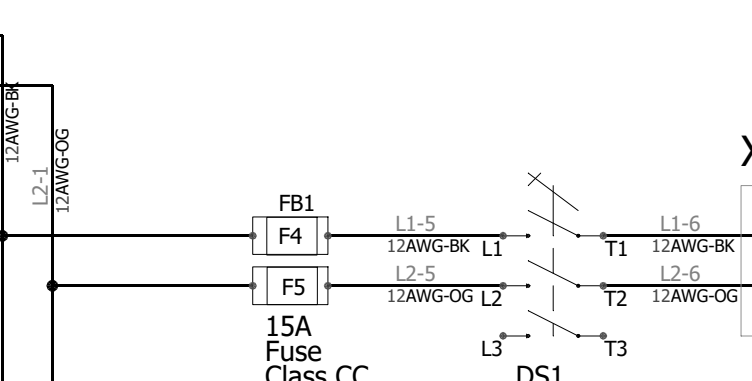 12AWG-BK
L2-1
12AWG-OG
X
FB1
F4
L1-5
12AWG-BK
L1
T1
L1-6
12AWG-BK
F5
L2-5
12AWG-OG
L2
T2
L2-6
12AWG-OG
15A
Fuse
Class CC
L3
T3
DS1